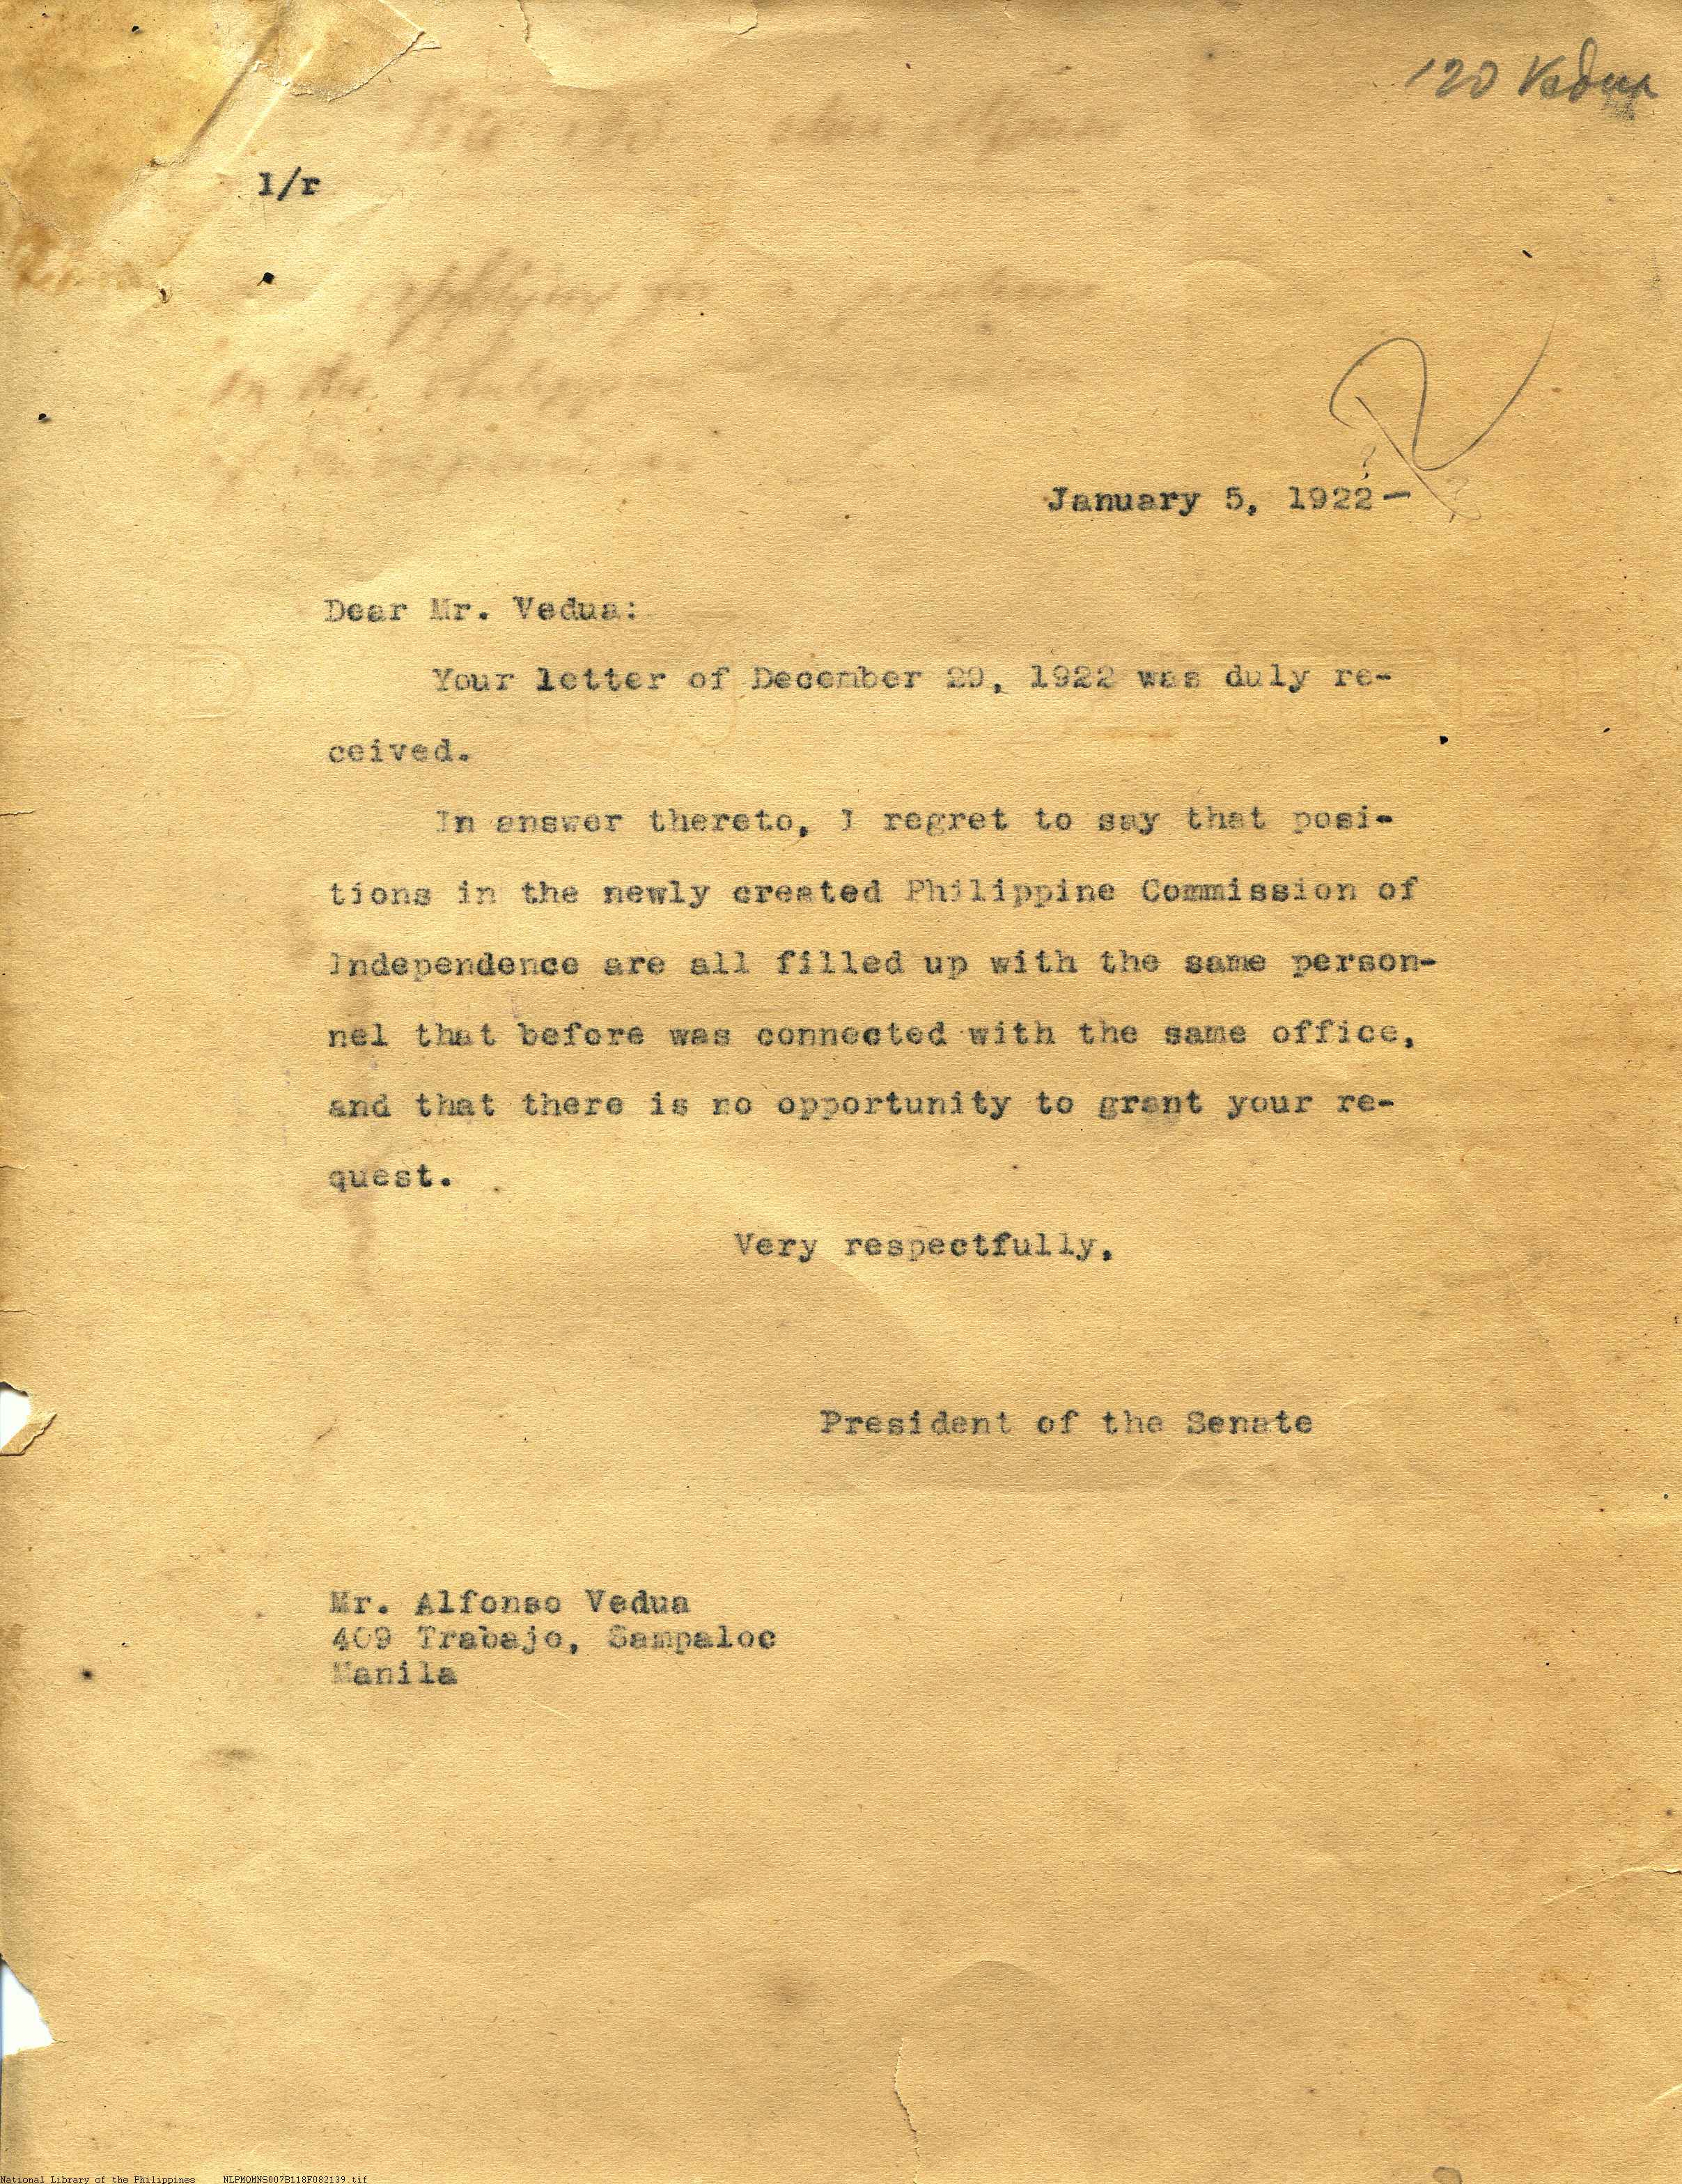 120 Vedua
1/r
January 5, 1922-
Dear Mr. Vedua:
Your letter of December 29, 1922 was duly re-
ceived.
In answer thereto, I regret to say that posi-
tions in the newly created Philippine Commission of
Independence are all filled up with the same person-
nel that before was connected with the same office,
and that there is no opportunity to grant your re-
quest.
Very respectfully,
President of the Senate
Mr. Alfonso Vedua
409 Trabajo, Sampaloc
Manila
National Library of the Philippines NLPMQMNS007B118F082139.tif